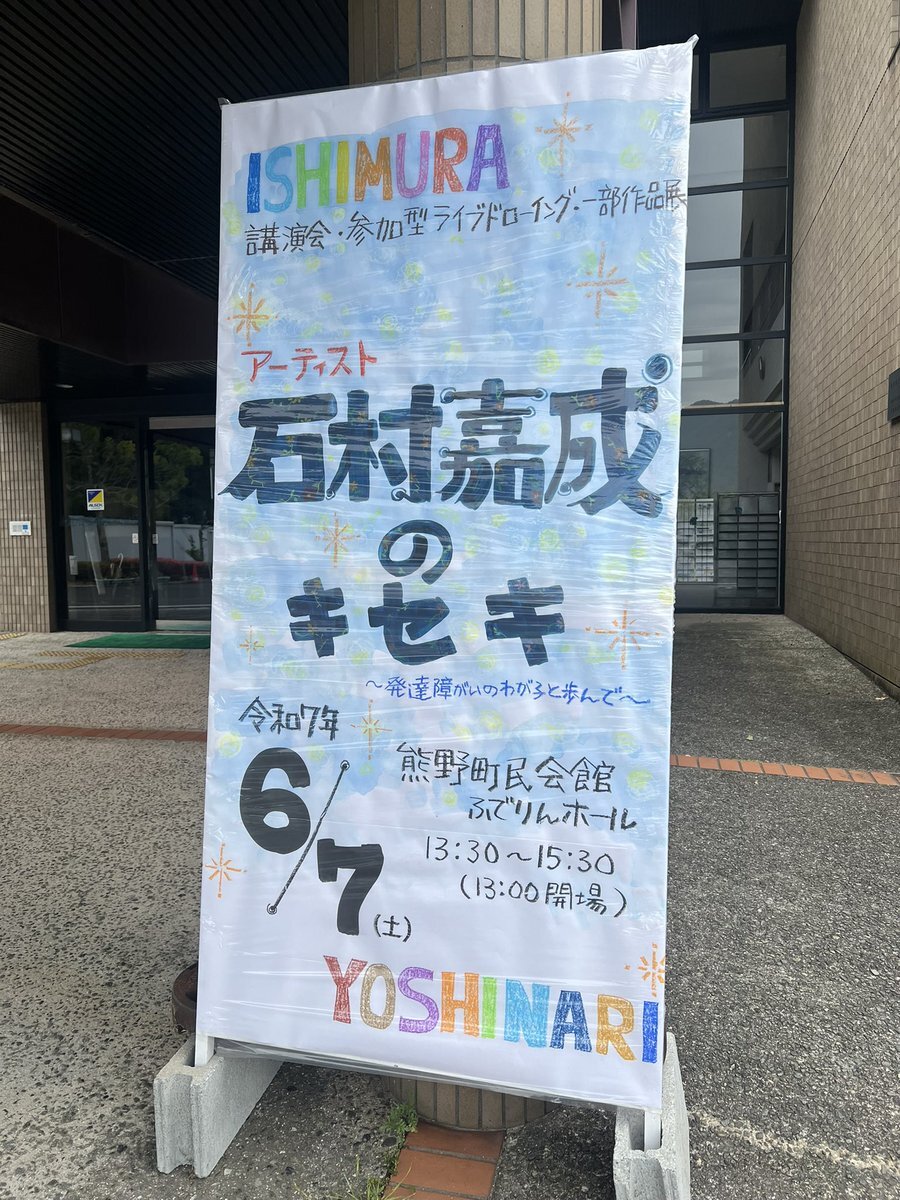 ISHIMURA
講演会・参加型ライブドローイング・一部作品展
アーティスト
石村嘉成
の
キセキ
～発達障がいのわが子と歩んで～
令和7年
6/7(土)
熊野町民会館
ふでりんホール
13:30～15:30
(13:00開場)
YOSHINARI